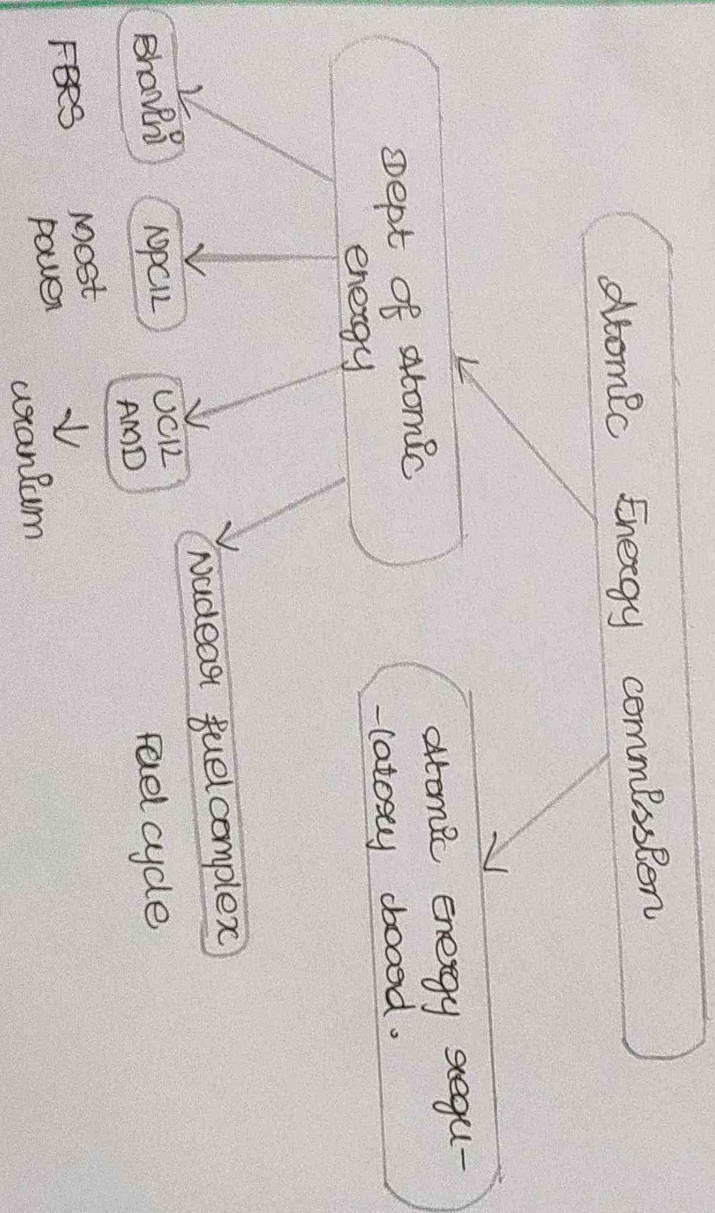 Atomic Energy commission
Dept of Atomic
energy
Atomic Energy regu-
-latory board.
Bhavini
NPCIL
UCIL
AMD
Nuclear fuel complex
FBRS
Most
power
↓
uranium
Fuel cycle